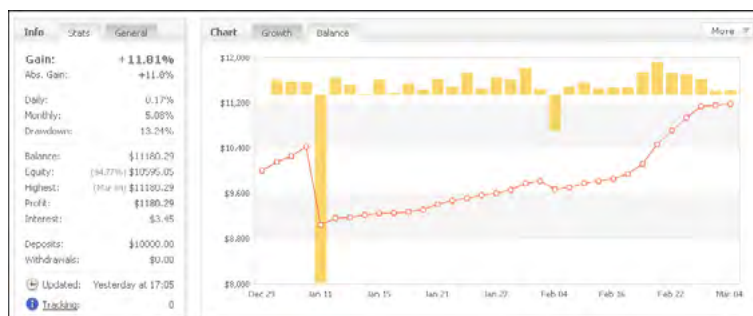 Info Stats General
Gain: +11.81%
Abs. Gain: +11.8%
Daily: 0.17%
Monthly: 5.08%
Drawdown: 13.24%
Balance: $11180.29
Equity: (94.77%) $10595.05
Highest: (Mar 04) $11180.29
Profit: $1180.29
Interest: $3.45
Deposits: $10000.00
Withdrawals: $0.00
Updated: Yesterday at 17:05
Tracking: 0
Chart Growth Balance More
$12,000
$11,200
$10,400
$9,600
$8,800
$8,000
Dec 29 Jan 11 Jan 15 Jan 21 Jan 27 Feb 04 Feb 16 Feb 22 Mar 04